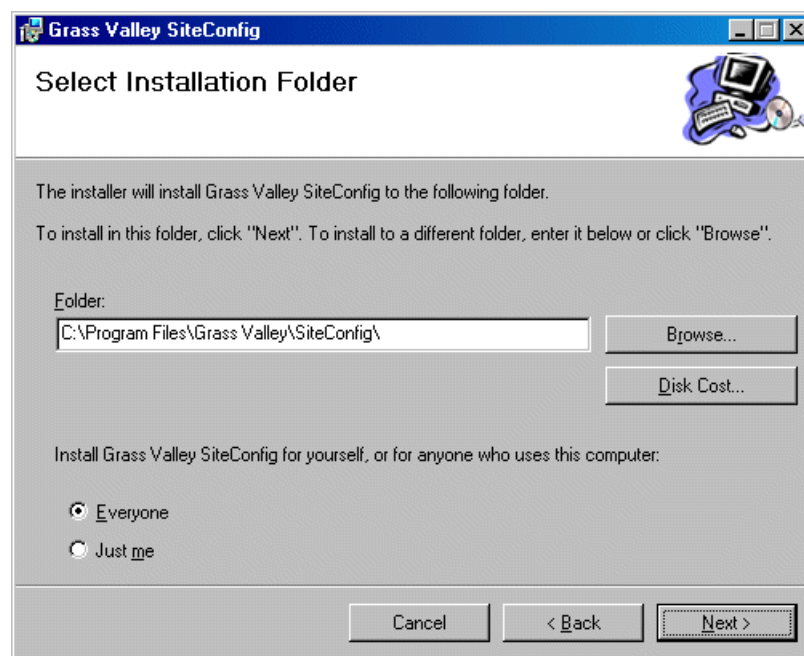 Grass Valley SiteConfig
Select Installation Folder
The installer will install Grass Valley SiteConfig to the following folder.
To install in this folder, click "Next". To install to a different folder, enter it below or click "Browse".
Folder:
C:\Program Files\Grass Valley\SiteConfig\
Browse...
Disk Cost...
Install Grass Valley SiteConfig for yourself, or for anyone who uses this computer:
Everyone
Just me
Cancel
< Back
Next >